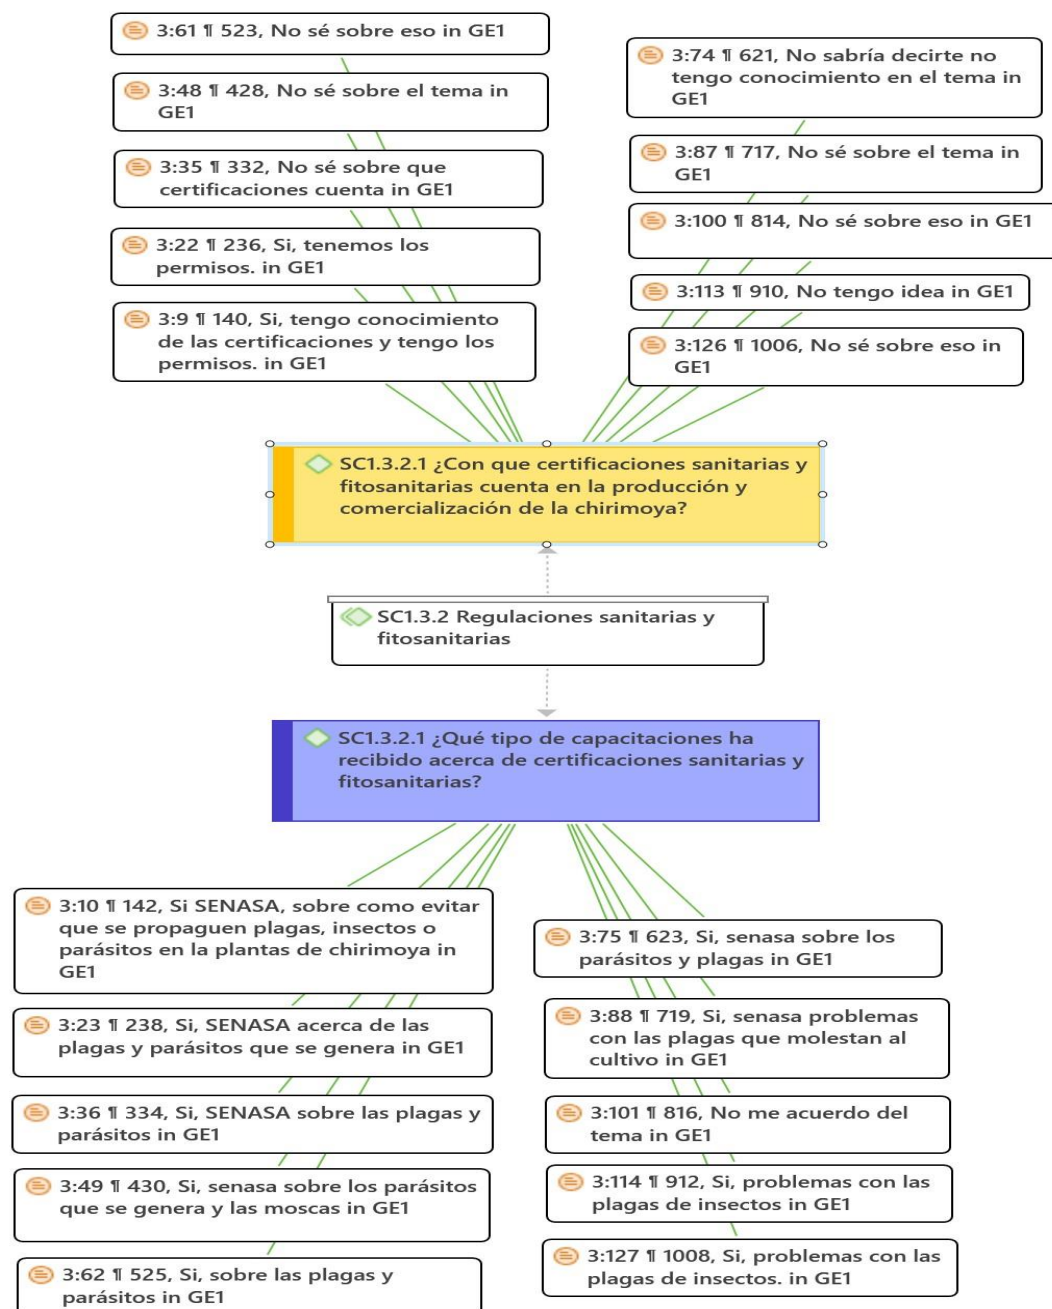 3:61 ¶ 523, No sé sobre eso in GE1
3:48 ¶ 428, No sé sobre el tema in
GE1
3:35 ¶ 332, No sé sobre que
certificaciones cuenta in GE1
3:22 ¶ 236, Si, tenemos los
permisos. in GE1
3:9 ¶ 140, Si, tengo conocimiento
de las certificaciones y tengo los
permisos. in GE1
3:74 ¶ 621, No sabría decirte no
tengo conocimiento en el tema in
GE1
3:87 ¶ 717, No sé sobre el tema in
GE1
3:100 ¶ 814, No sé sobre eso in GE1
3:113 ¶ 910, No tengo idea in GE1
3:126 ¶ 1006, No sé sobre eso in
GE1
SC1.3.2.1 ¿Con que certificaciones sanitarias y
fitosanitarias cuenta en la producción y
comercialización de la chirimoya?
SC1.3.2 Regulaciones sanitarias y
fitosanitarias
SC1.3.2.1 ¿Qué tipo de capacitaciones ha
recibido acerca de certificaciones sanitarias y
fitosanitarias?
3:10 ¶ 142, Si SENASA, sobre como evitar
que se propaguen plagas, insectos o
parásitos en la plantas de chirimoya in
GE1
3:23 ¶ 238, Si, SENASA acerca de las
plagas y parásitos que se genera in GE1
3:36 ¶ 334, Si, SENASA sobre las plagas y
parásitos in GE1
3:49 ¶ 430, Si, senasa sobre los parásitos
que se genera y las moscas in GE1
3:62 ¶ 525, Si, sobre las plagas y
parásitos in GE1
3:75 ¶ 623, Si, senasa sobre los
parásitos y plagas in GE1
3:88 ¶ 719, Si, senasa problemas
con las plagas que molestan al
cultivo in GE1
3:101 ¶ 816, No me acuerdo del
tema in GE1
3:114 ¶ 912, Si, problemas con las
plagas de insectos in GE1
3:127 ¶ 1008, Si, problemas con las
plagas de insectos. in GE1